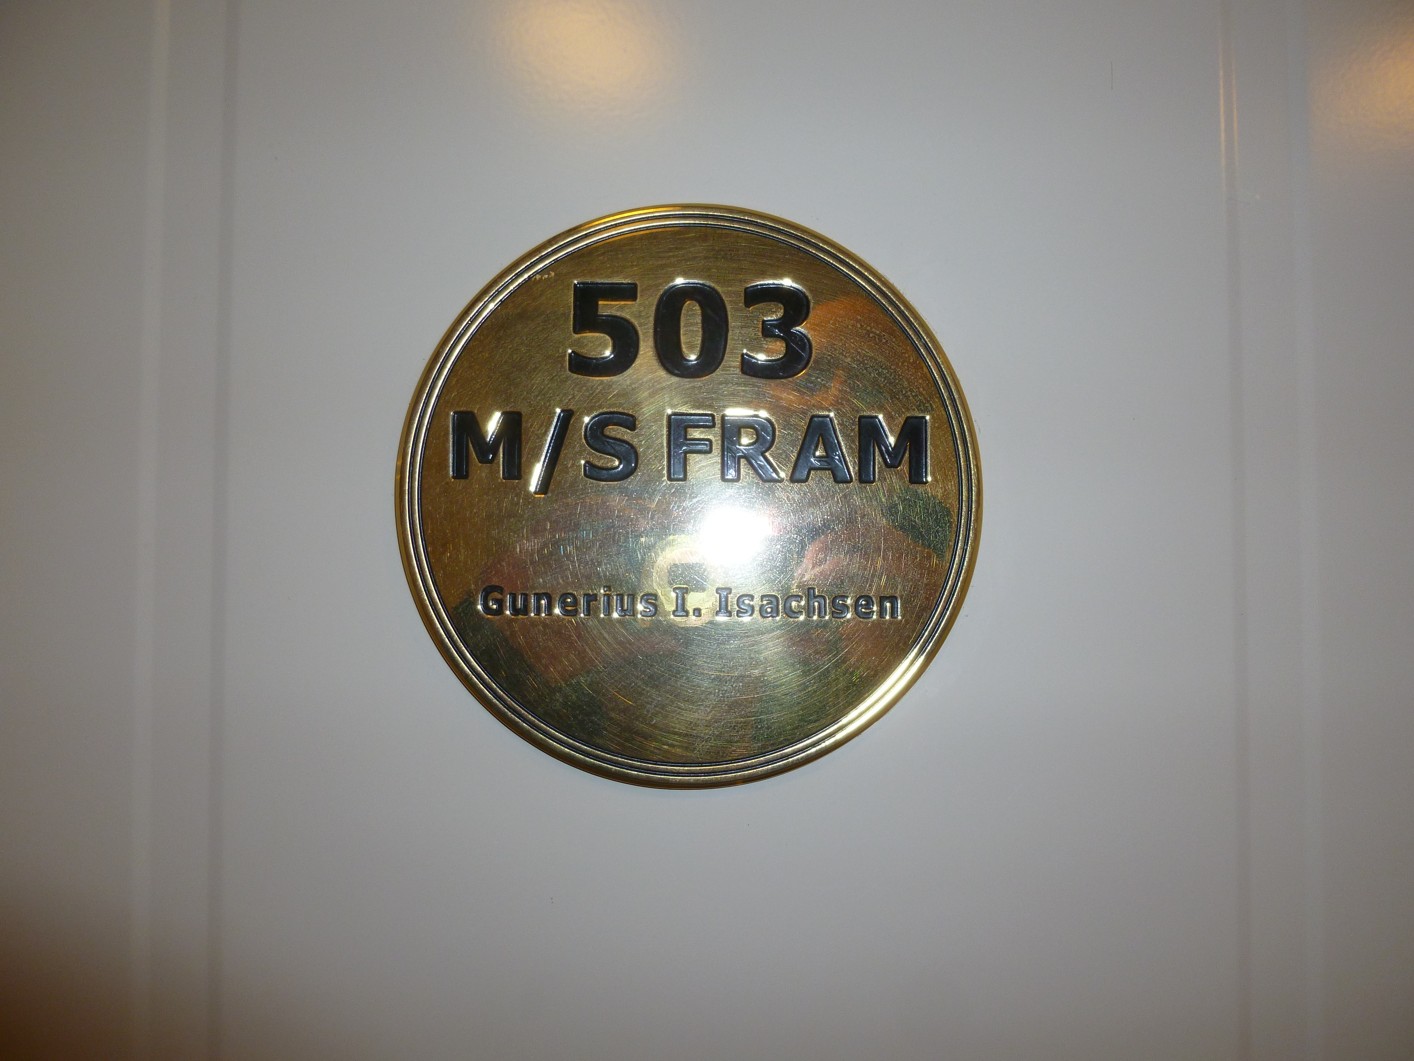 503
M/S FRAM
Gunerius I. Isachsen